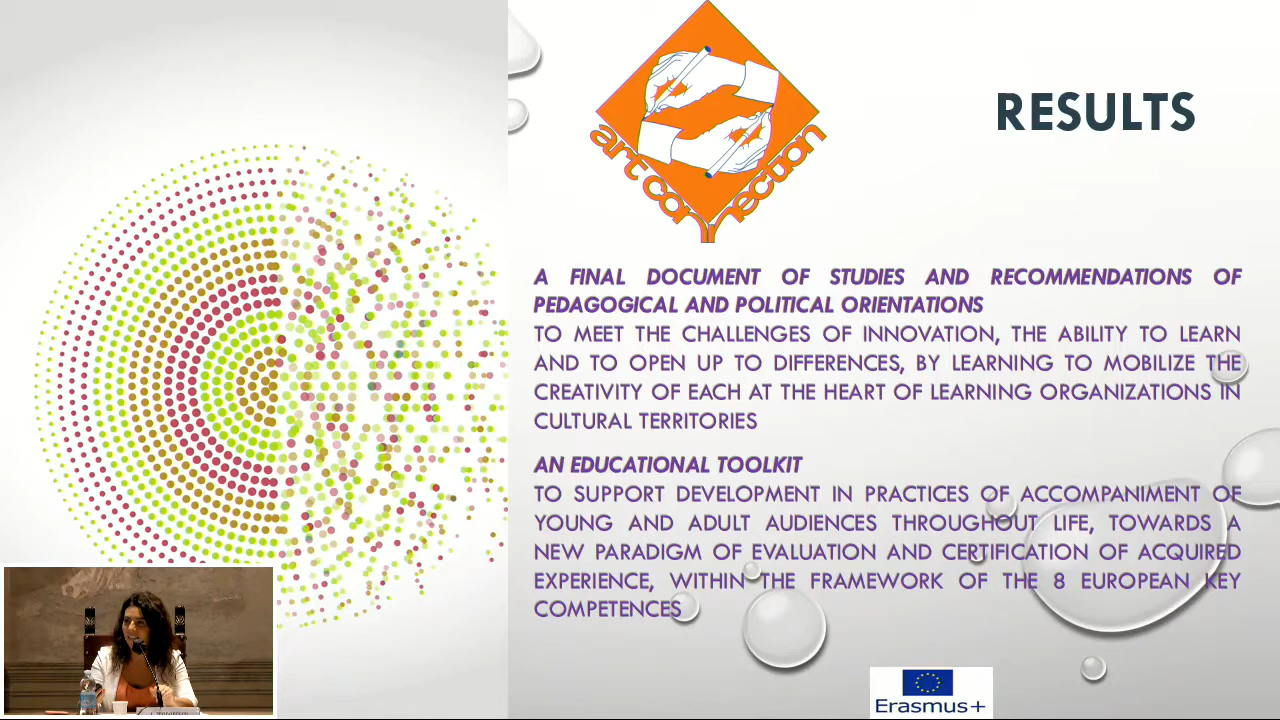 art connection
RESULTS
A FINAL DOCUMENT OF STUDIES AND RECOMMENDATIONS OF
PEDAGOGICAL AND POLITICAL ORIENTATIONS
TO MEET THE CHALLENGES OF INNOVATION, THE ABILITY TO LEARN
AND TO OPEN UP TO DIFFERENCES, BY LEARNING TO MOBILIZE THE
CREATIVITY OF EACH AT THE HEART OF LEARNING ORGANIZATIONS IN
CULTURAL TERRITORIES
AN EDUCATIONAL TOOLKIT
TO SUPPORT DEVELOPMENT IN PRACTICES OF ACCOMPANIMENT OF
YOUNG AND ADULT AUDIENCES THROUGHOUT LIFE, TOWARDS A
NEW PARADIGM OF EVALUATION AND CERTIFICATION OF ACQUIRED
EXPERIENCE, WITHIN THE FRAMEWORK OF THE 8 EUROPEAN KEY
COMPETENCES
Erasmus+